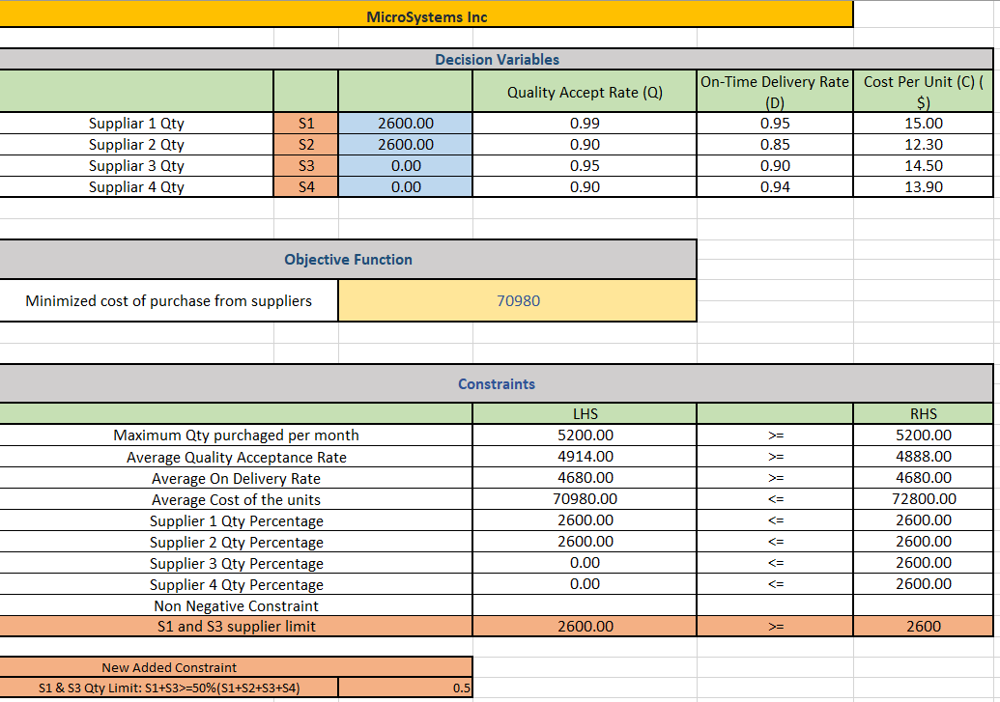 MicroSystems Inc
Decision Variables
Quality Accept Rate (Q) On-Time Delivery Rate (D) Cost Per Unit (C) ( $)
Suppliar 1 Qty S1 2600.00 0.99 0.95 15.00
Suppliar 2 Qty S2 2600.00 0.90 0.85 12.30
Suppliar 3 Qty S3 0.00 0.95 0.90 14.50
Suppliar 4 Qty S4 0.00 0.90 0.94 13.90
Objective Function
Minimized cost of purchase from suppliers 70980
Constraints
LHS RHS
Maximum Qty purchaged per month 5200.00 >= 5200.00
Average Quality Acceptance Rate 4914.00 >= 4888.00
Average On Delivery Rate 4680.00 >= 4680.00
Average Cost of the units 70980.00 <= 72800.00
Supplier 1 Qty Percentage 2600.00 <= 2600.00
Supplier 2 Qty Percentage 2600.00 <= 2600.00
Supplier 3 Qty Percentage 0.00 <= 2600.00
Supplier 4 Qty Percentage 0.00 <= 2600.00
Non Negative Constraint
S1 and S3 supplier limit 2600.00 >= 2600
New Added Constraint
S1 & S3 Qty Limit: S1+S3>=50%(S1+S2+S3+S4) 0.5